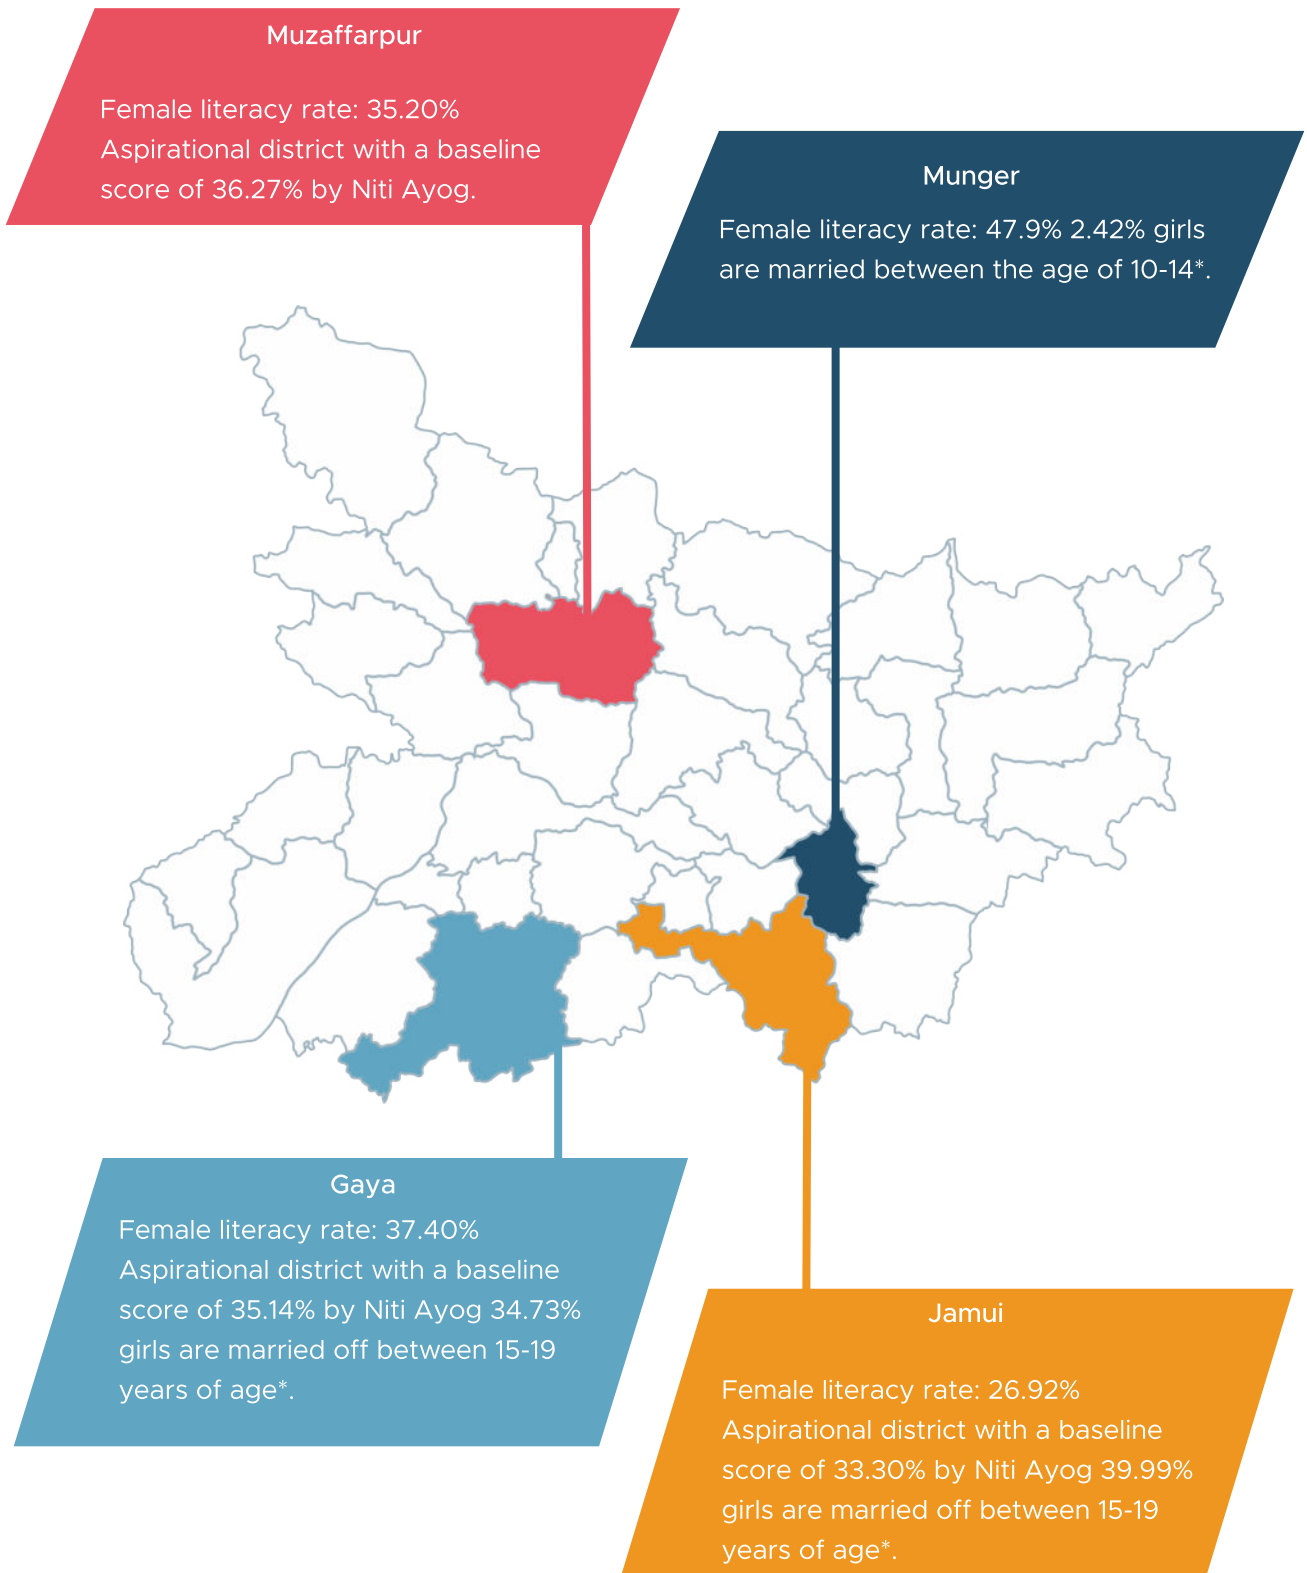 Muzaffarpur
Female literacy rate: 35.20%
Aspirational district with a baseline
score of 36.27% by Niti Ayog.
Munger
Female literacy rate: 47.9% 2.42% girls
are married between the age of 10-14*.
Gaya
Female literacy rate: 37.40%
Aspirational district with a baseline
score of 35.14% by Niti Ayog 34.73%
girls are married off between 15-19
years of age*.
Jamui
Female literacy rate: 26.92%
Aspirational district with a baseline
score of 33.30% by Niti Ayog 39.99%
girls are married off between 15-19
years of age*.